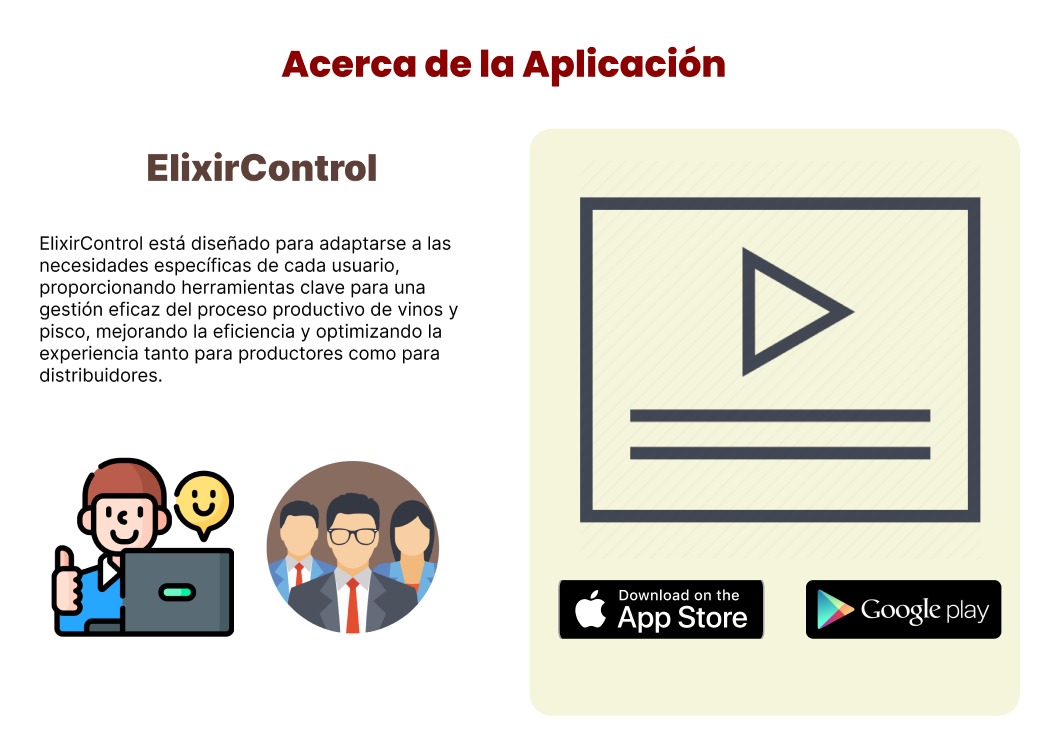 Acerca de la Aplicación
ElixirControl
ElixirControl está diseñado para adaptarse a las
necesidades específicas de cada usuario,
proporcionando herramientas clave para una
gestión eficaz del proceso productivo de vinos y
pisco, mejorando la eficiencia y optimizando la
experiencia tanto para productores como para
distribuidores.
Download on the
App Store
Google play